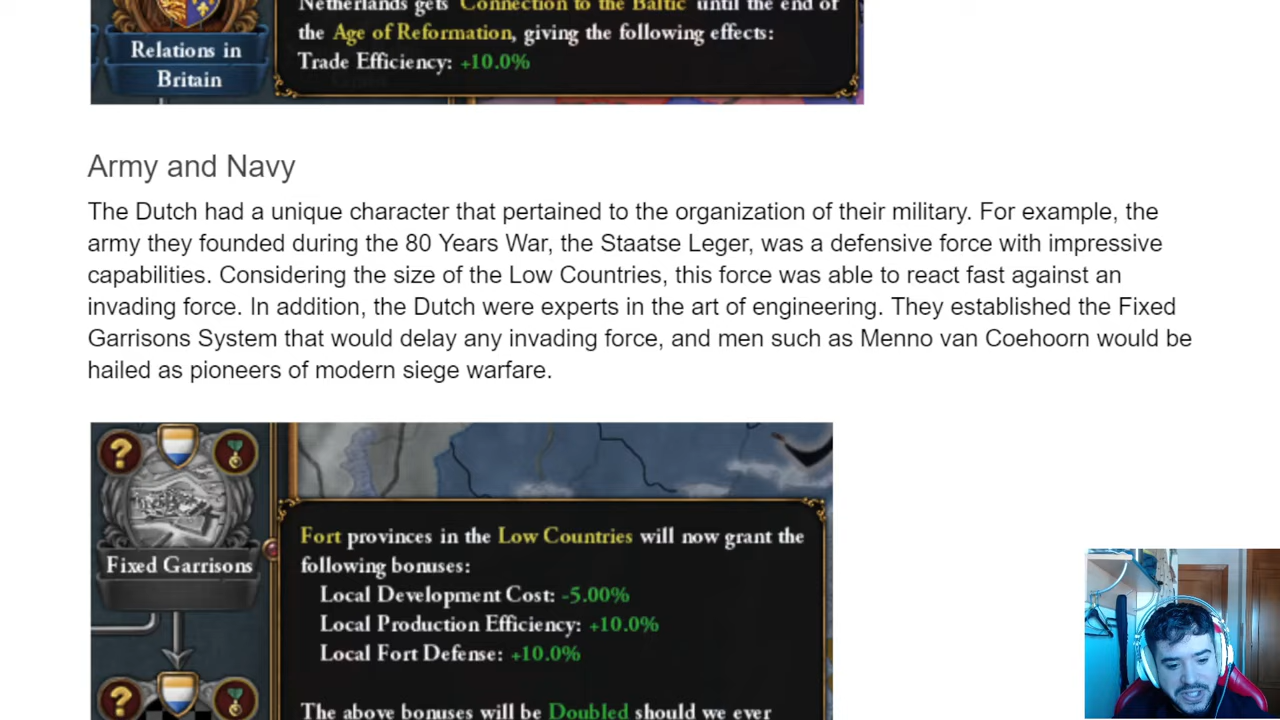 Netherlands gets Connection to the Baltic until the end of
the Age of Reformation, giving the following effects:
Trade Efficiency: +10.0%
Relations in
Britain
Army and Navy
The Dutch had a unique character that pertained to the organization of their military. For example, the
army they founded during the 80 Years War, the Staatse Leger, was a defensive force with impressive
capabilities. Considering the size of the Low Countries, this force was able to react fast against an
invading force. In addition, the Dutch were experts in the art of engineering. They established the Fixed
Garrisons System that would delay any invading force, and men such as Menno van Coehoorn would be
hailed as pioneers of modern siege warfare.
?
Fixed Garrisons
Fort provinces in the Low Countries will now grant the
following bonuses:
Local Development Cost: -5.00%
Local Production Efficiency: +10.0%
Local Fort Defense: +10.0%
?
The above bonuses will be Doubled should we ever